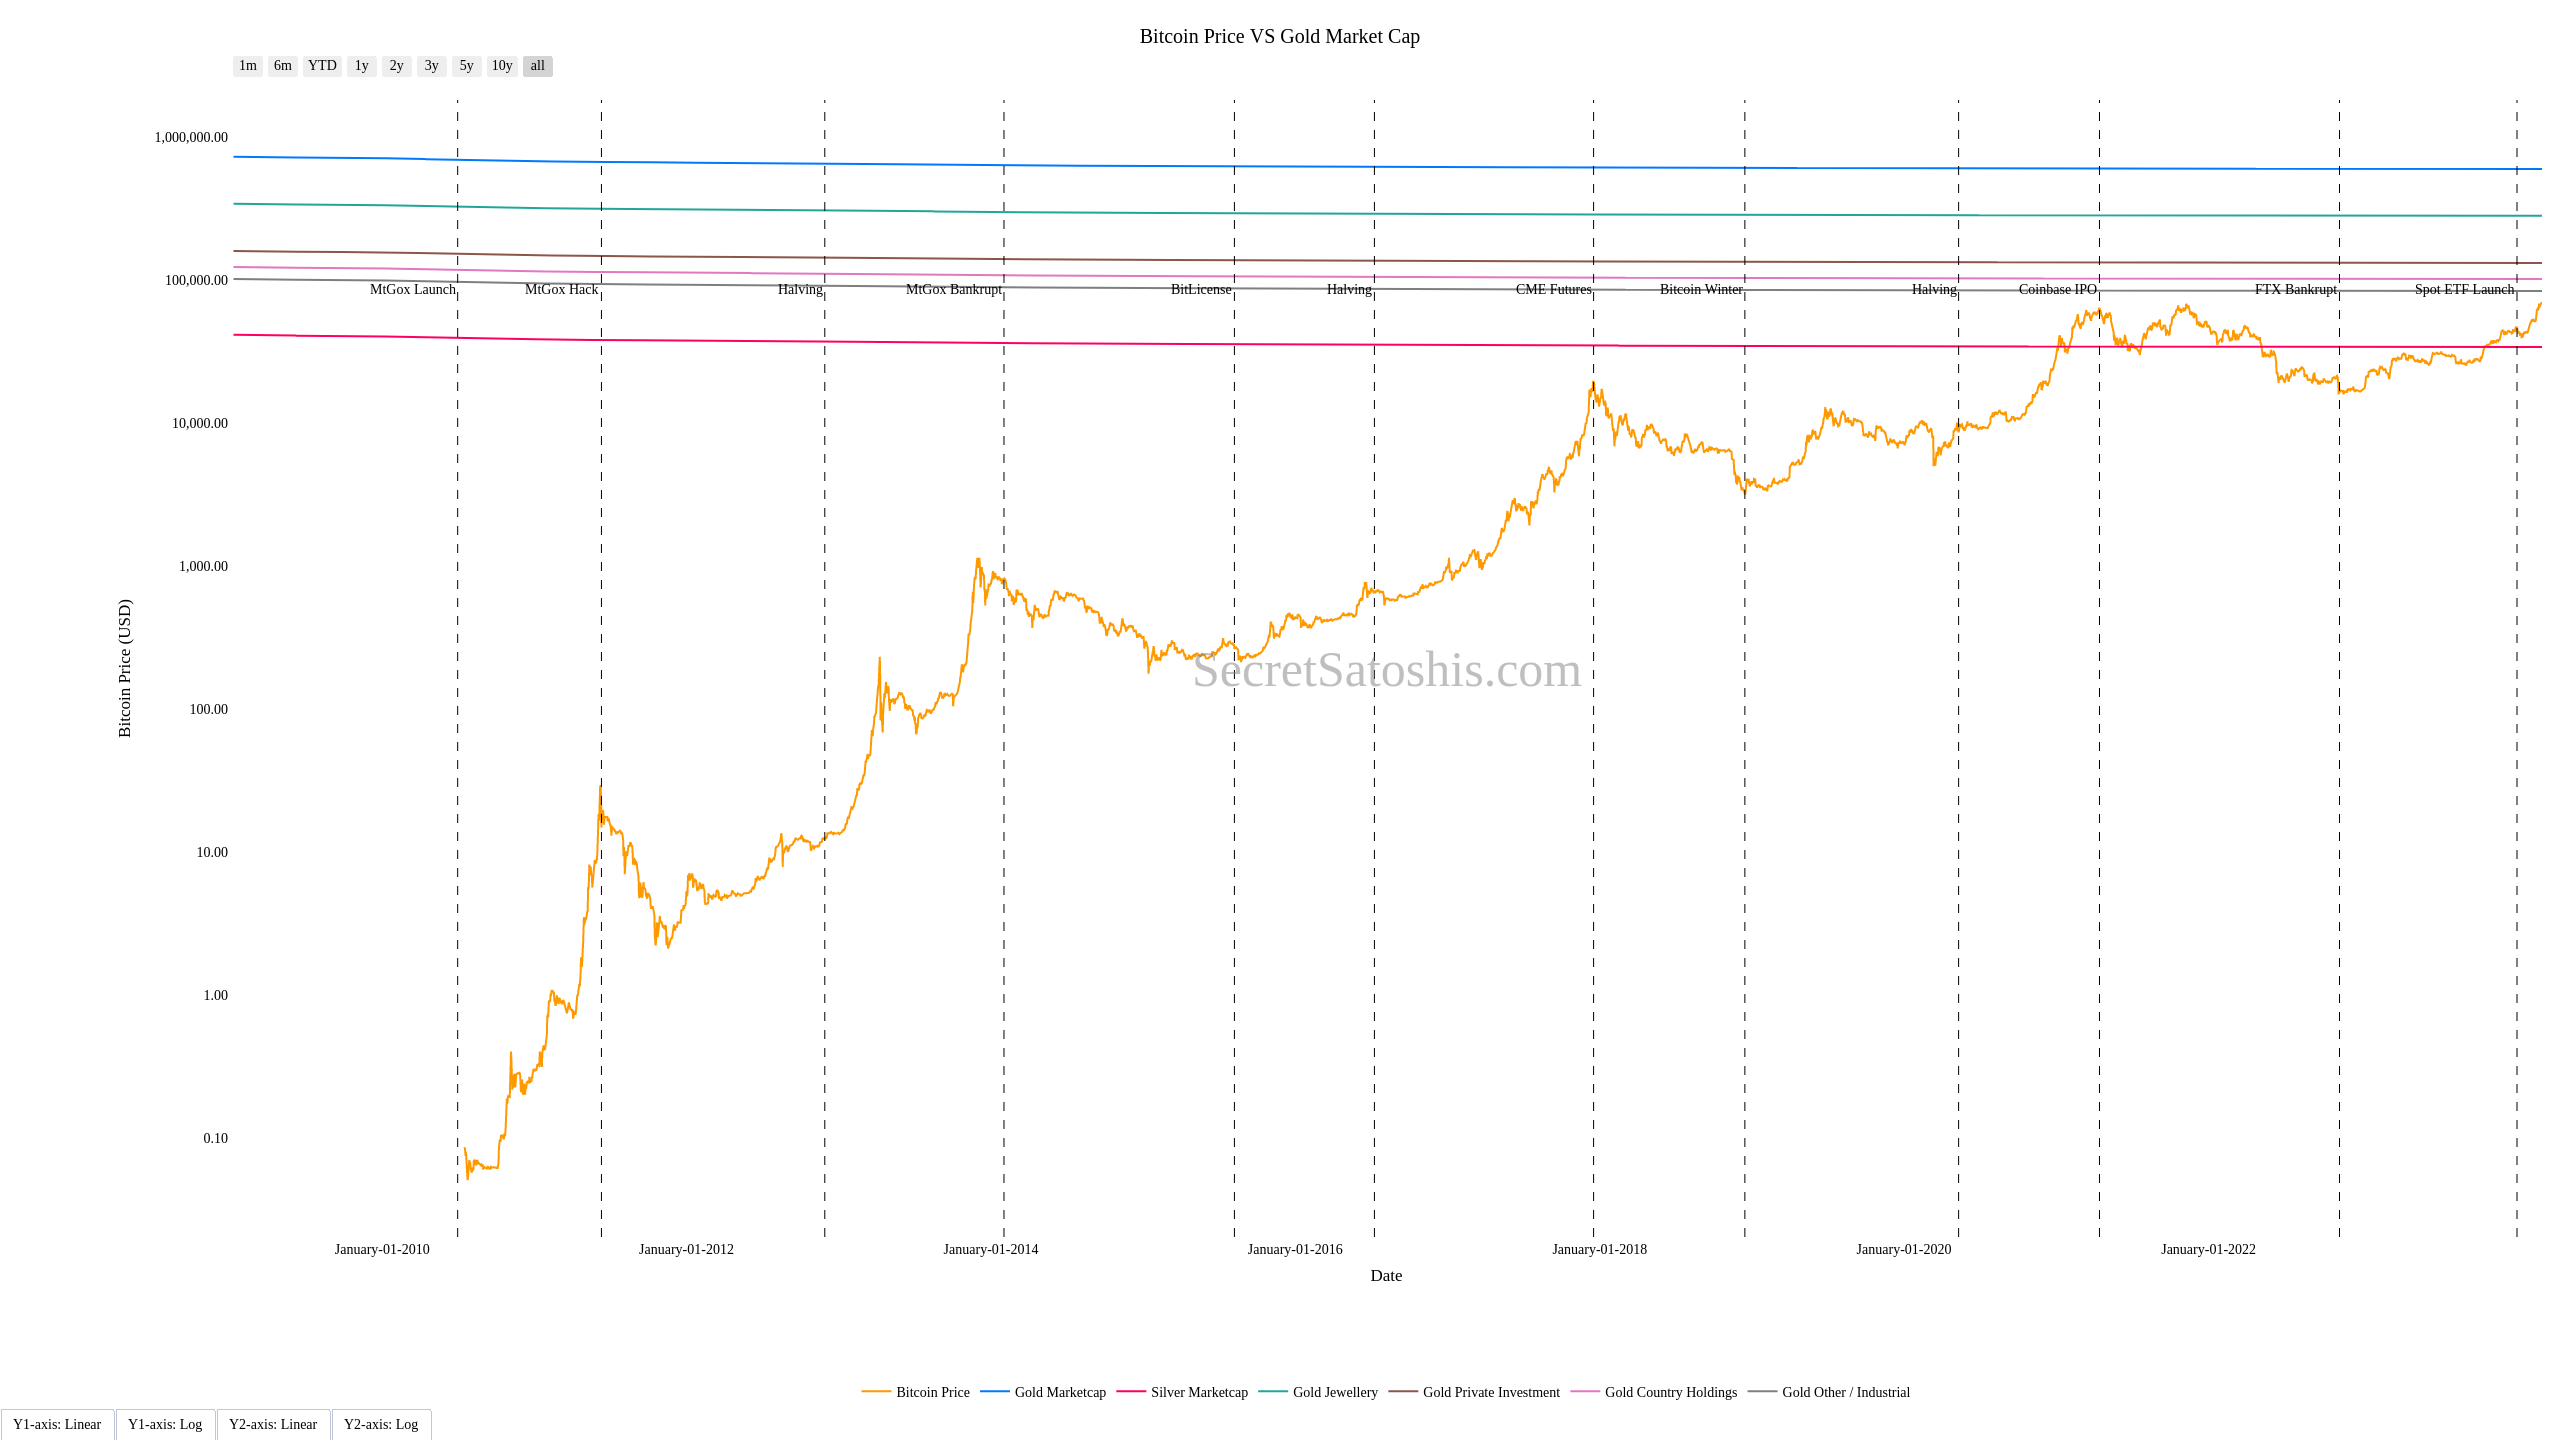 Bitcoin Price VS Gold Market Cap
1m 6m YTD 1y 2y 3y 5y 10y all
1,000,000.00
100,000.00
MtGox Launch MtGox Hack Halving MtGox Bankrupt BitLicense Halving CME Futures Bitcoin Winter Halving Coinbase IPO FTX Bankrupt Spot ETF Launch
10,000.00
1,000.00
Bitcoin Price (USD)
SecretSatoshis.com
100.00
10.00
1.00
0.10
January-01-2010 January-01-2012 January-01-2014 January-01-2016 January-01-2018 January-01-2020 January-01-2022
Date
Bitcoin Price Gold Marketcap Silver Marketcap Gold Jewellery Gold Private Investment Gold Country Holdings Gold Other / Industrial
Y1-axis: Linear Y1-axis: Log Y2-axis: Linear Y2-axis: Log